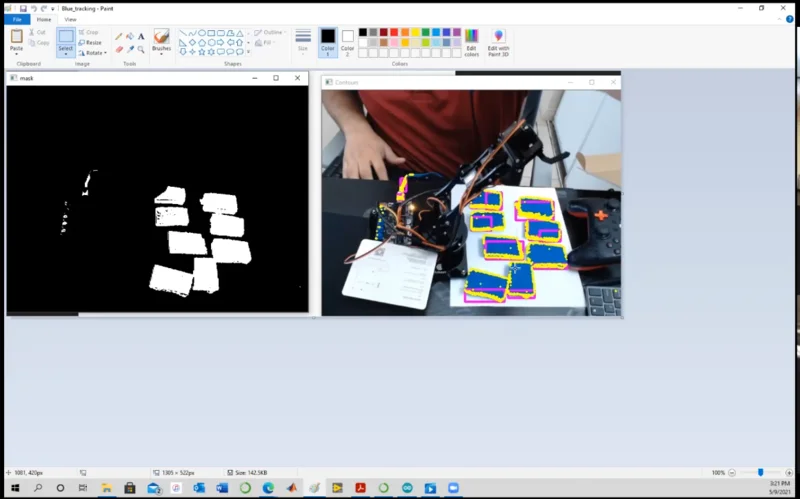 Blue_tracking - Paint
File
Home
View
Paste
Cut
Copy
Clipboard
Select
Crop
Resize
Rotate
Image
Tools
Brushes
Shapes
Outline
Fill
Size
Color 1
Color 2
Edit colors
Edit with Paint 3D
Colors
mask
Contours
1081, 420px
1305 × 522px
Size: 142.5KB
100%
3:21 PM
5/9/2021